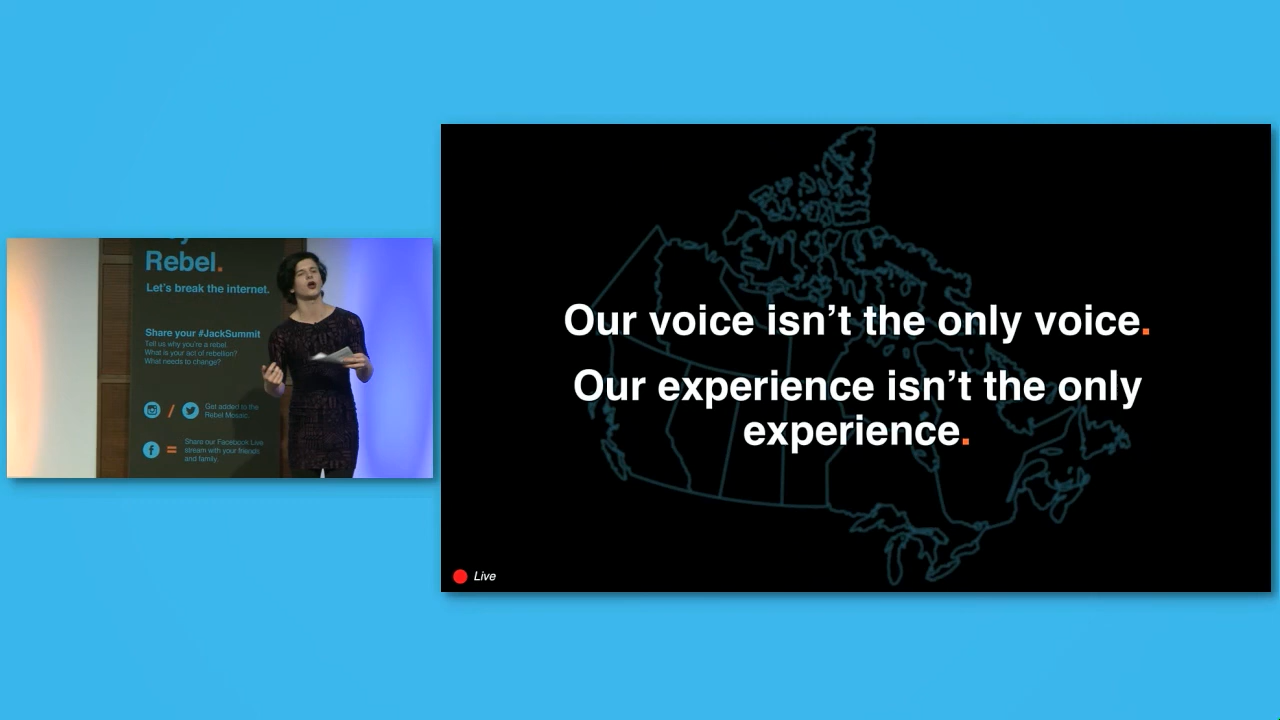 Rebel.
Let's break the internet.
Share your #JackSummit
Tell us why you're a rebel.
What is your act of rebellion?
What needs to change?
/
Get added to the
Rebel Mosaic.
f
=
Share our Facebook Live
stream with your friends
and family.
Our voice isn’t the only voice.
Our experience isn’t the only
experience.
Live